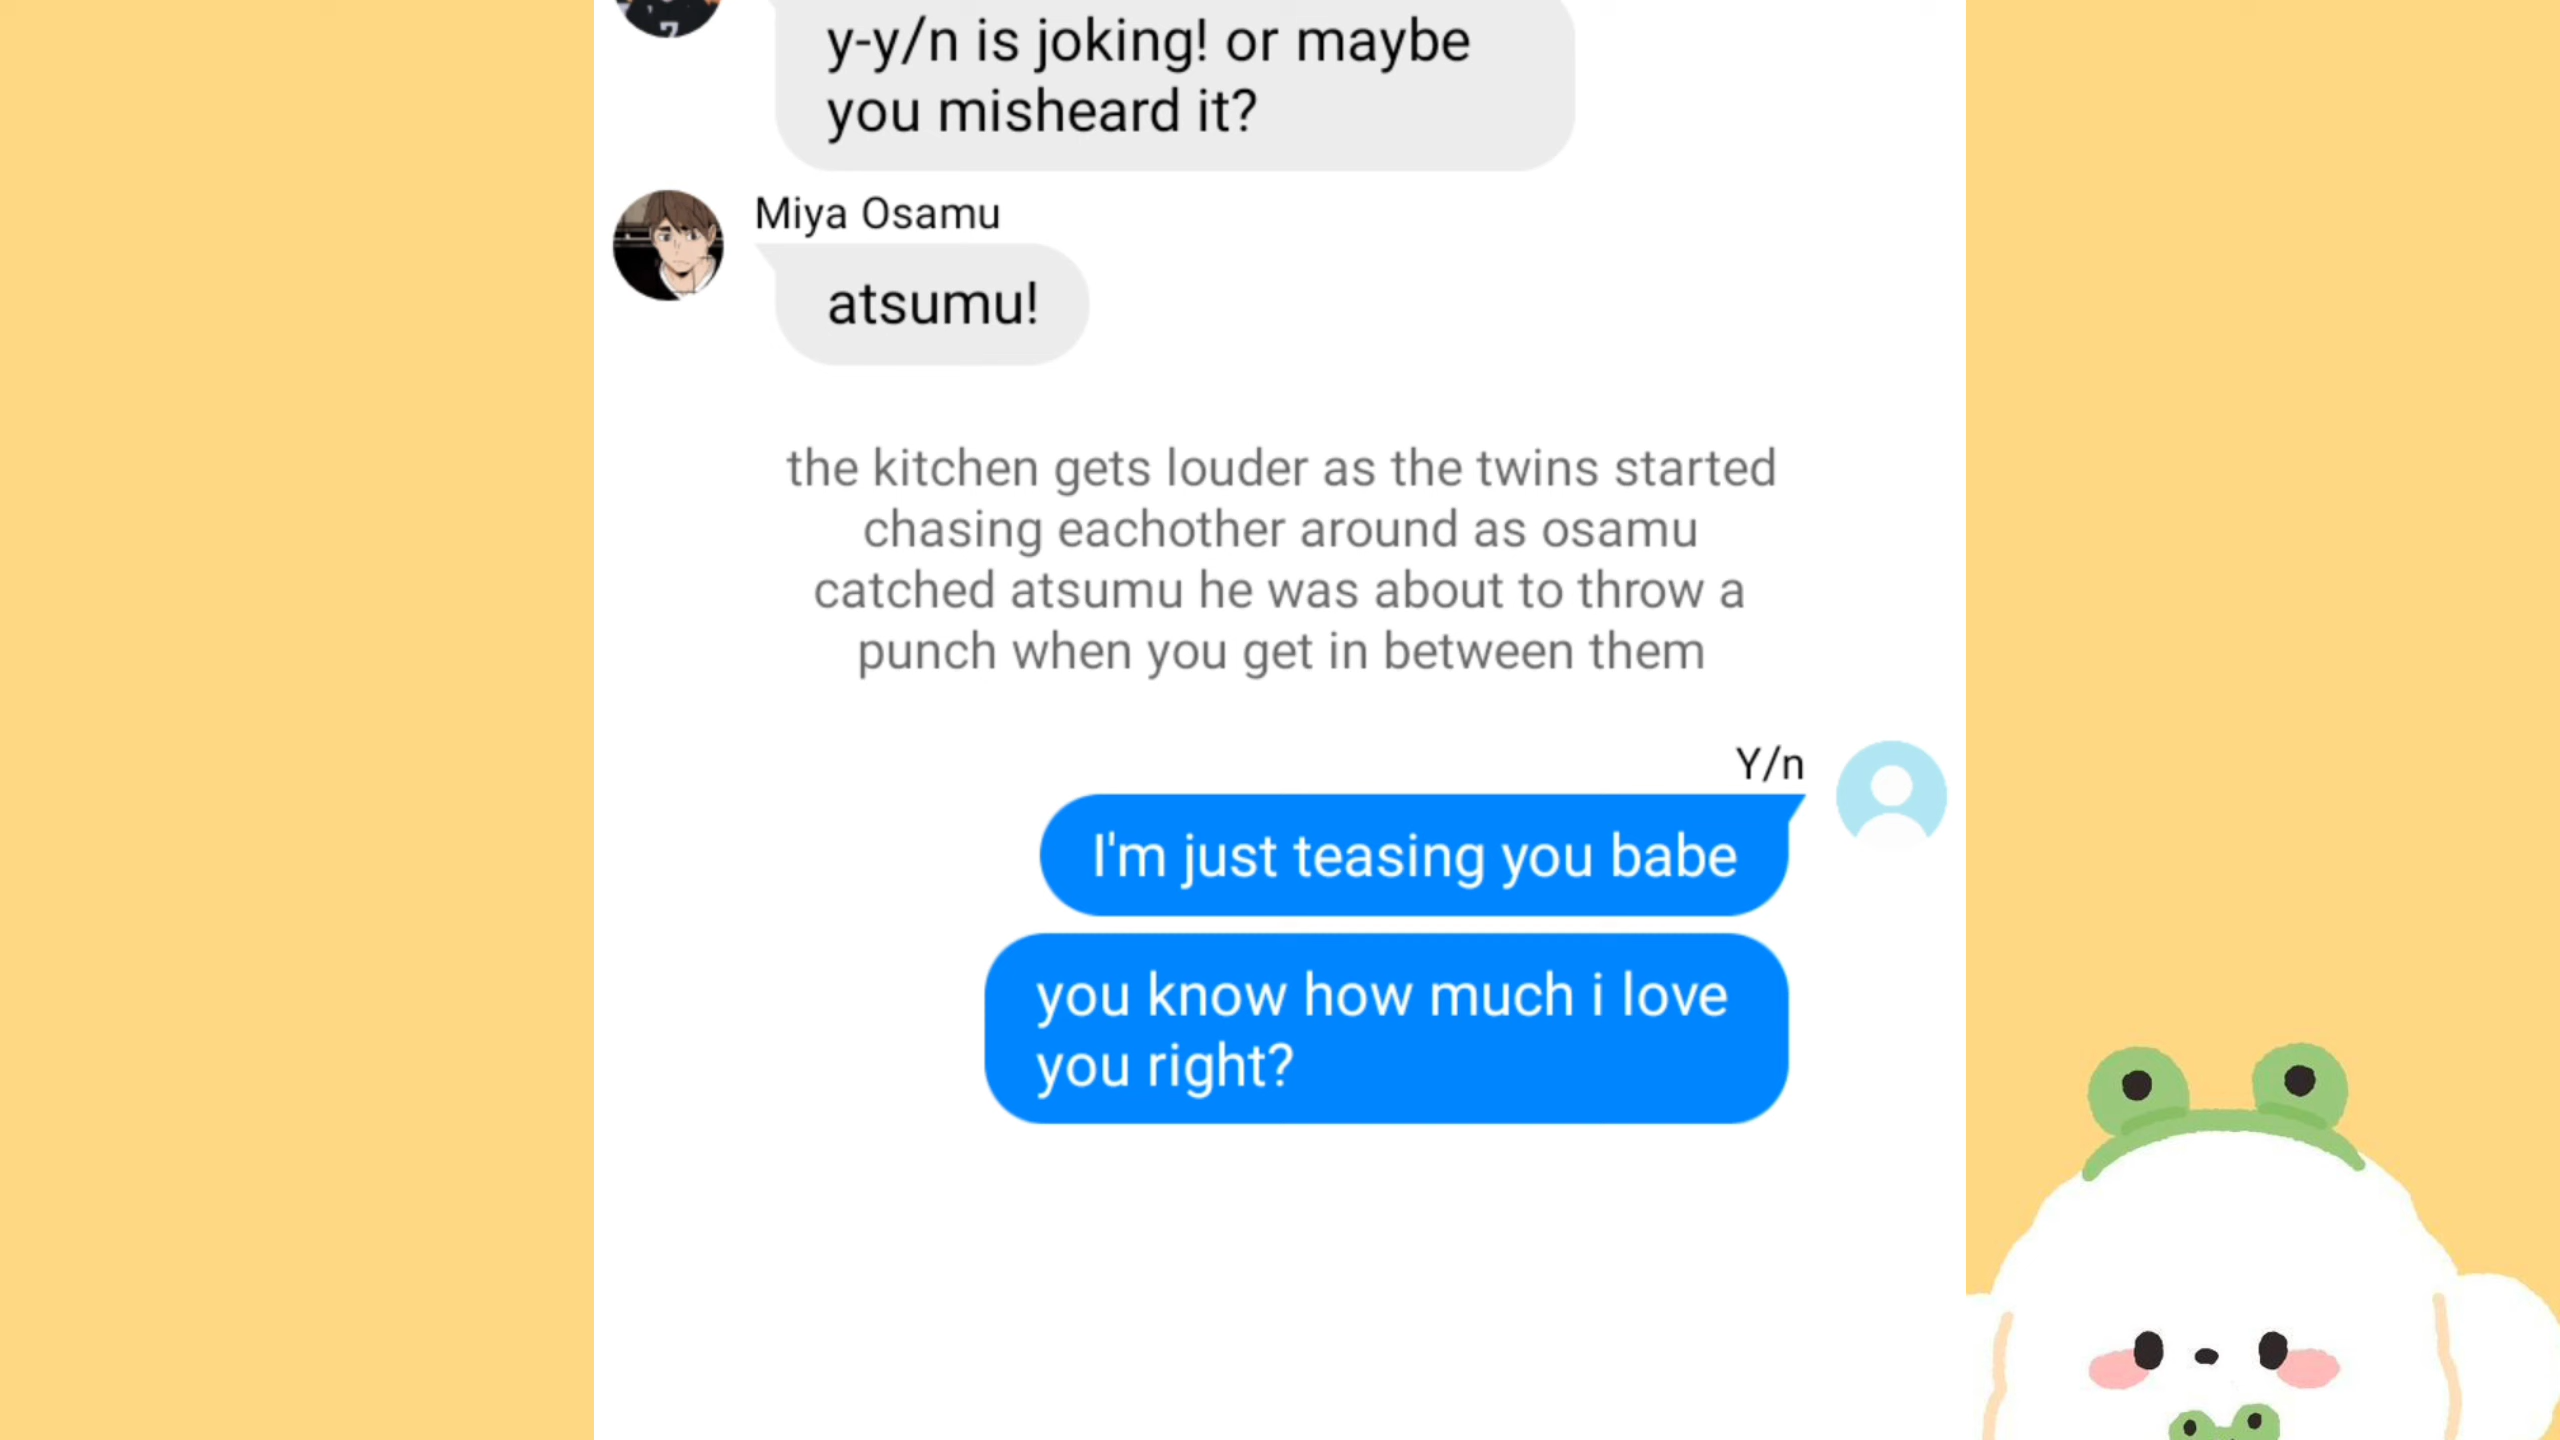 y-y/n is joking! or maybe
you misheard it?
Miya Osamu
atsumu!
the kitchen gets louder as the twins started
chasing eachother around as osamu
catched atsumu he was about to throw a
punch when you get in between them
Y/n
I'm just teasing you babe
you know how much i love
you right?